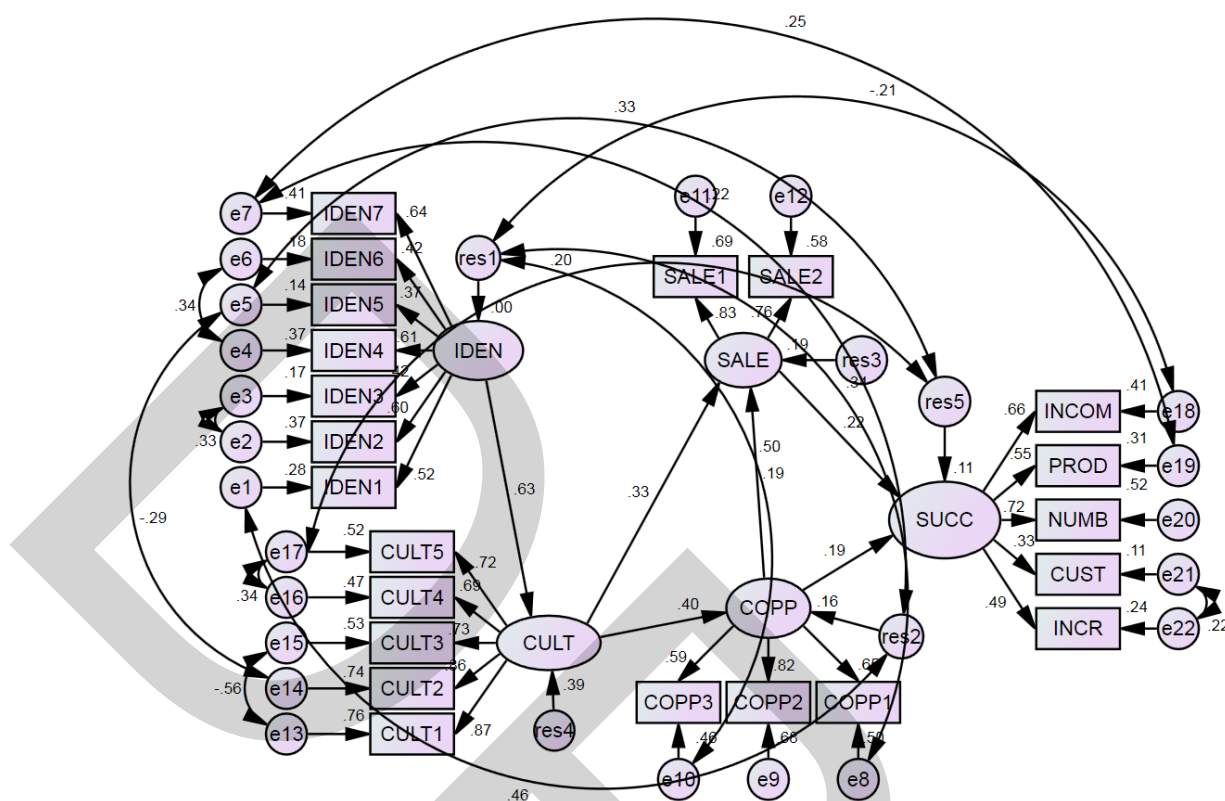 .25
-.21
.33
e11
.22
e12
e7
.41
IDEN7
.64
res1
.20
.69
.58
e6
.18
IDEN6
.42
SALE1
SALE2
e5
.14
IDEN5
.37
.00
.34
.83
.76
e4
.37
IDEN4
.61
IDEN
SALE
.19
res3
e3
.17
IDEN3
.42
.34
res5
.41
INCOM
e18
.33
e2
.37
IDEN2
.60
.22
.66
.31
PROD
e19
e1
.28
IDEN1
.52
.63
.50
.19
.11
.55
.52
-.29
.33
SUCC
.72
NUMB
e20
e17
.52
CULT5
.72
.19
.33
.11
CUST
e21
.34
e16
.47
CULT4
.69
.40
COPP
.16
.49
.24
INCR
e22
.22
e15
.53
CULT3
.73
CULT
res2
-.56
e14
.74
CULT2
.86
.39
.59
.82
.65
COPP3
COPP2
COPP1
e13
.76
CULT1
.87
res4
.46
.68
.50
.46
e10
e9
e8